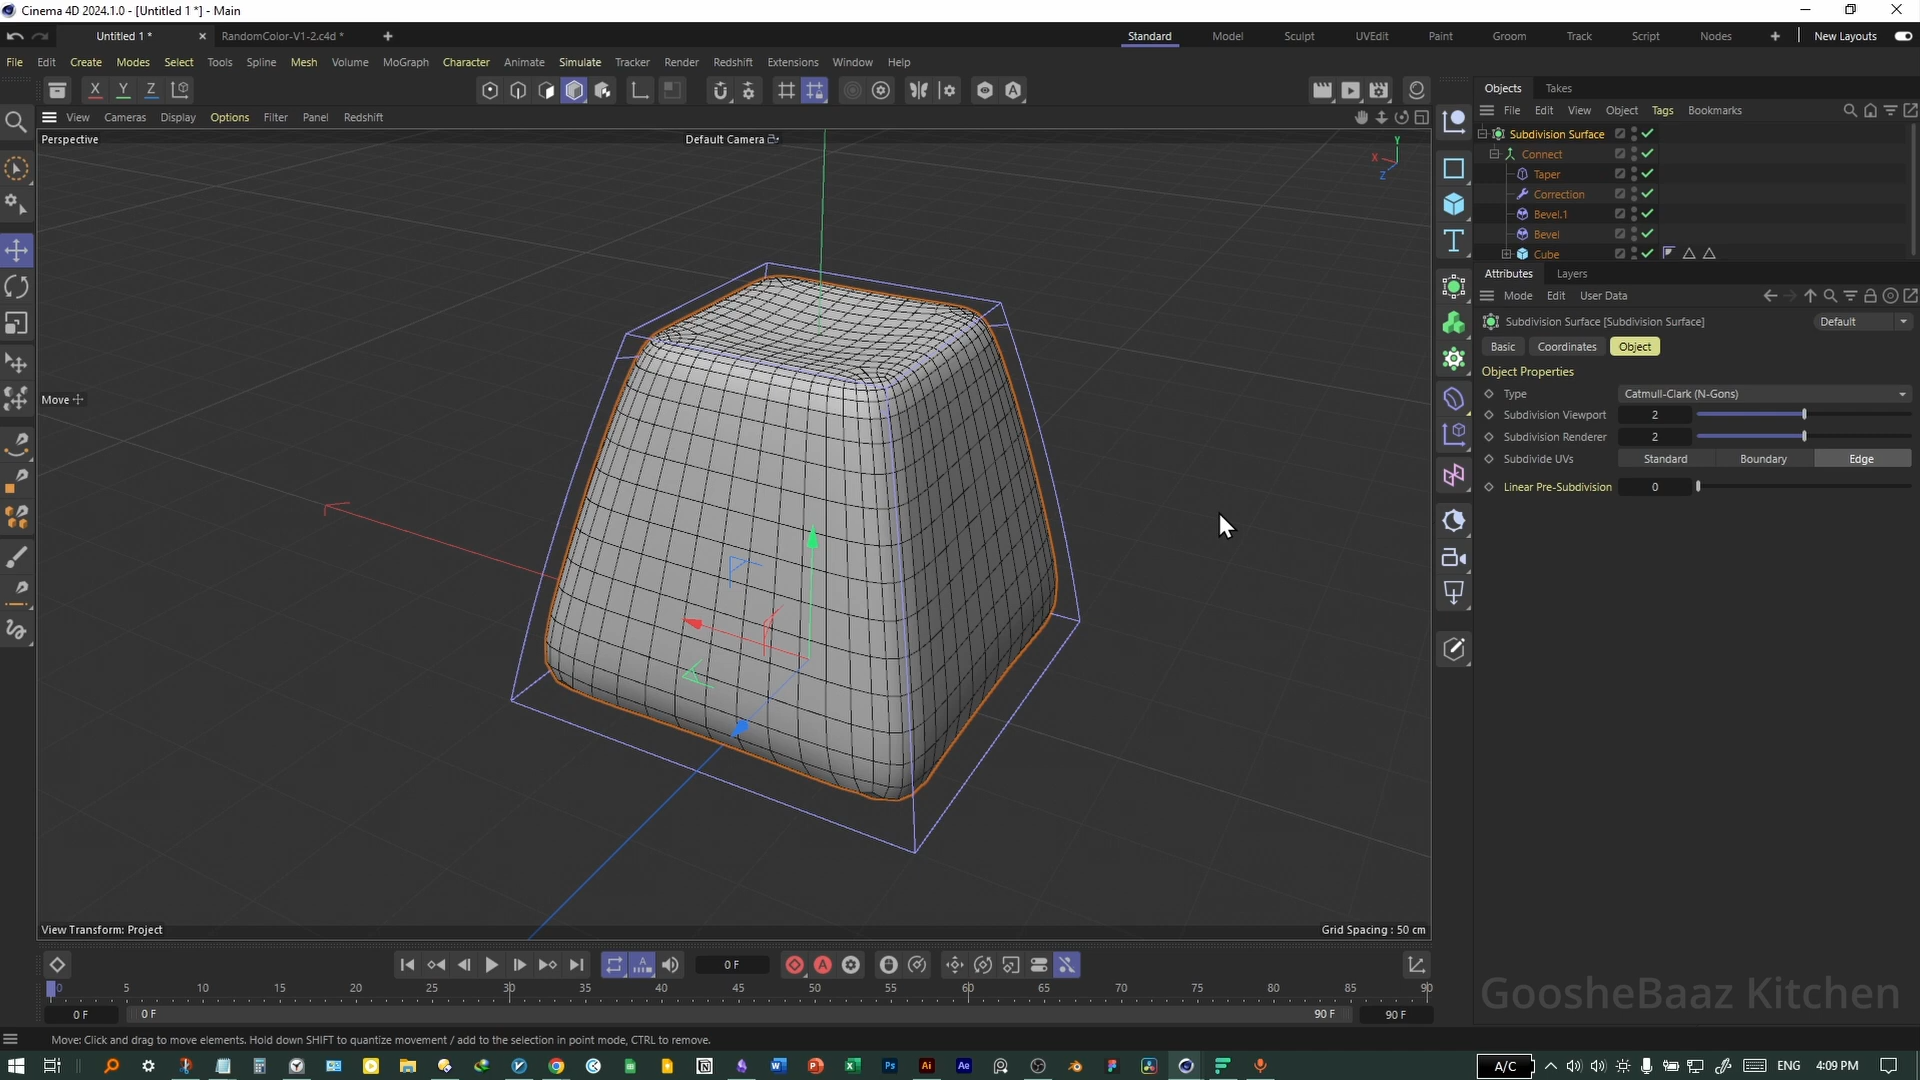 Cinema 4D 2024.1.0 - [Untitled 1 *] - Main
Untitled 1 * RandomColor-V1-2.c4d * Standard Model Sculpt UVEdit Paint Groom Track Script Nodes New Layouts
File Edit Create Modes Select Tools Spline Mesh Volume MoGraph Character Animate Simulate Tracker Render Redshift Extensions Window Help
X Y Z
Objects Takes
File Edit View Object Tags Bookmarks
View Cameras Display Options Filter Panel Redshift
Perspective Default Camera
Y
X
Z
Subdivision Surface
Connect
Taper
Correction
Bevel.1
Bevel
Cube
Attributes Layers
Mode Edit User Data
Subdivision Surface [Subdivision Surface] Default
Basic Coordinates Object
Object Properties
Type Catmull-Clark (N-Gons)
Subdivision Viewport 2
Subdivision Renderer 2
Subdivide UVs Standard Boundary Edge
Linear Pre-Subdivision 0
Move
View Transform: Project Grid Spacing : 50 cm
0 F
0 5 10 15 20 25 30 35 40 45 50 55 60 65 70 75 80 85 90
0 F 0 F 90 F 90 F
GoosheBaaz Kitchen
Move: Click and drag to move elements. Hold down SHIFT to quantize movement / add to the selection in point mode, CTRL to remove.
A/C ENG 4:09 PM